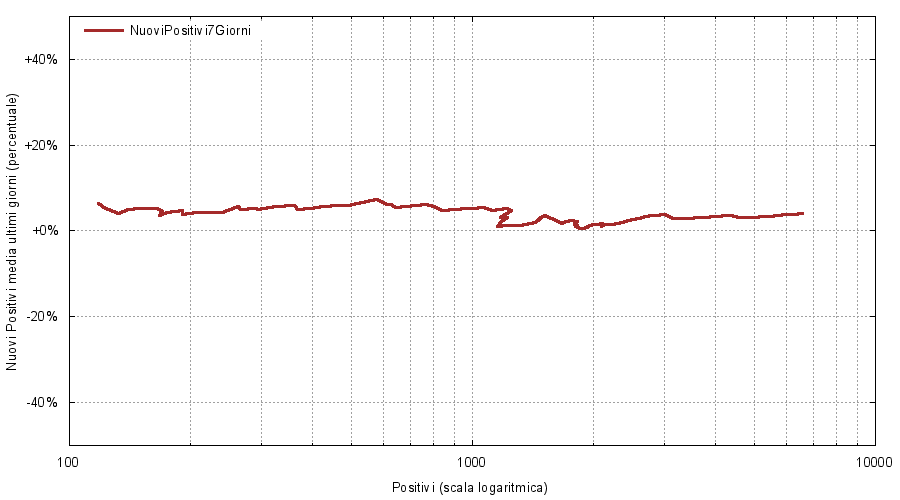 NuoviPositivi7Giorni
+40%
+20%
+0%
-20%
-40%
Nuovi Positivi media ultimi giorni (percentuale)
100 1000 10000
Positivi (scala logaritmica)